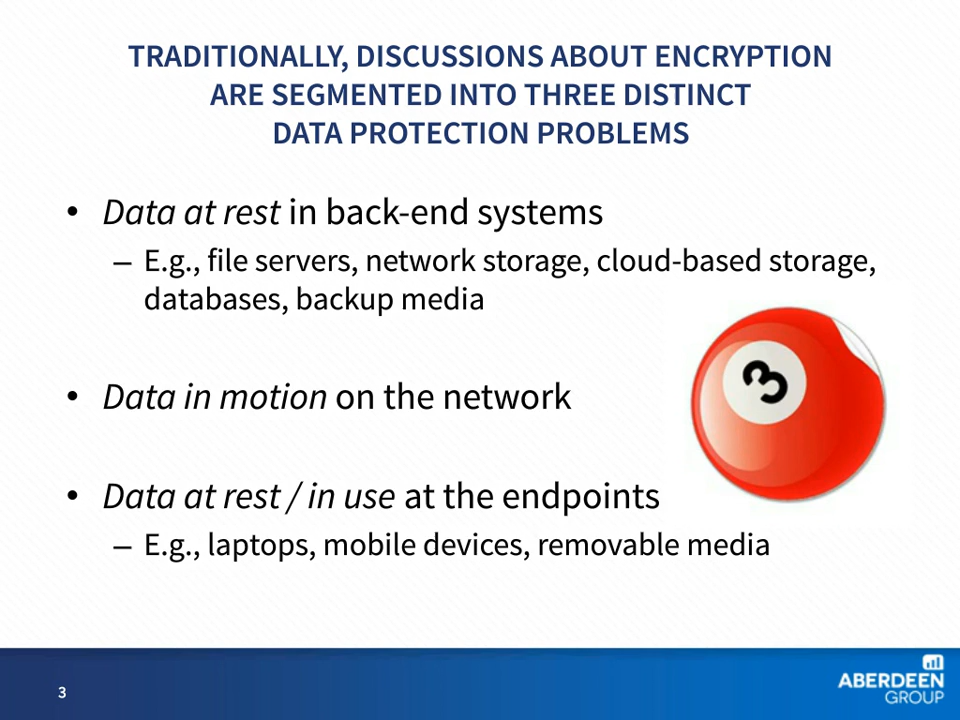 TRADITIONALLY, DISCUSSIONS ABOUT ENCRYPTION
ARE SEGMENTED INTO THREE DISTINCT
DATA PROTECTION PROBLEMS
• Data at rest in back-end systems
– E.g., file servers, network storage, cloud-based storage,
databases, backup media
3
• Data in motion on the network
• Data at rest / in use at the endpoints
– E.g., laptops, mobile devices, removable media
3
ABERDEEN
GROUP